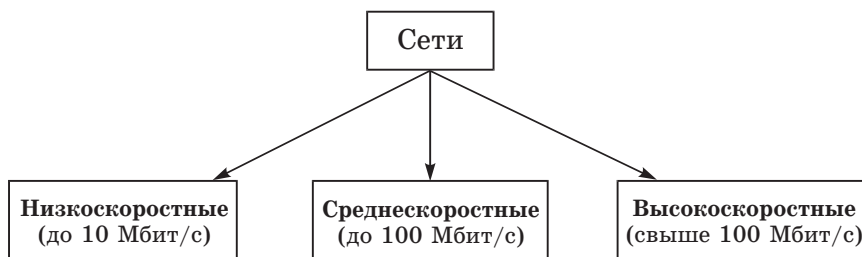 Сети
Низкоскоростные
(до 10 Мбит/с)
Среднескоростные
(до 100 Мбит/с)
Высокоскоростные
(свыше 100 Мбит/с)